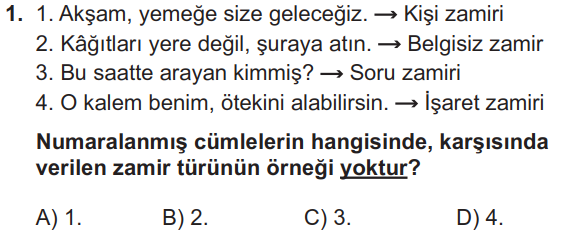 1. 1. Akşam, yemeğe size geleceğiz. → Kişi zamiri
2. Kâğıtları yere değil, şuraya atın. → Belgisiz zamir
3. Bu saatte arayan kimmiş? → Soru zamiri
4. O kalem benim, ötekini alabilirsin. → İşaret zamiri
Numaralanmış cümlelerin hangisinde, karşısında
verilen zamir türünün örneği yoktur?
A) 1. B) 2. C) 3. D) 4.